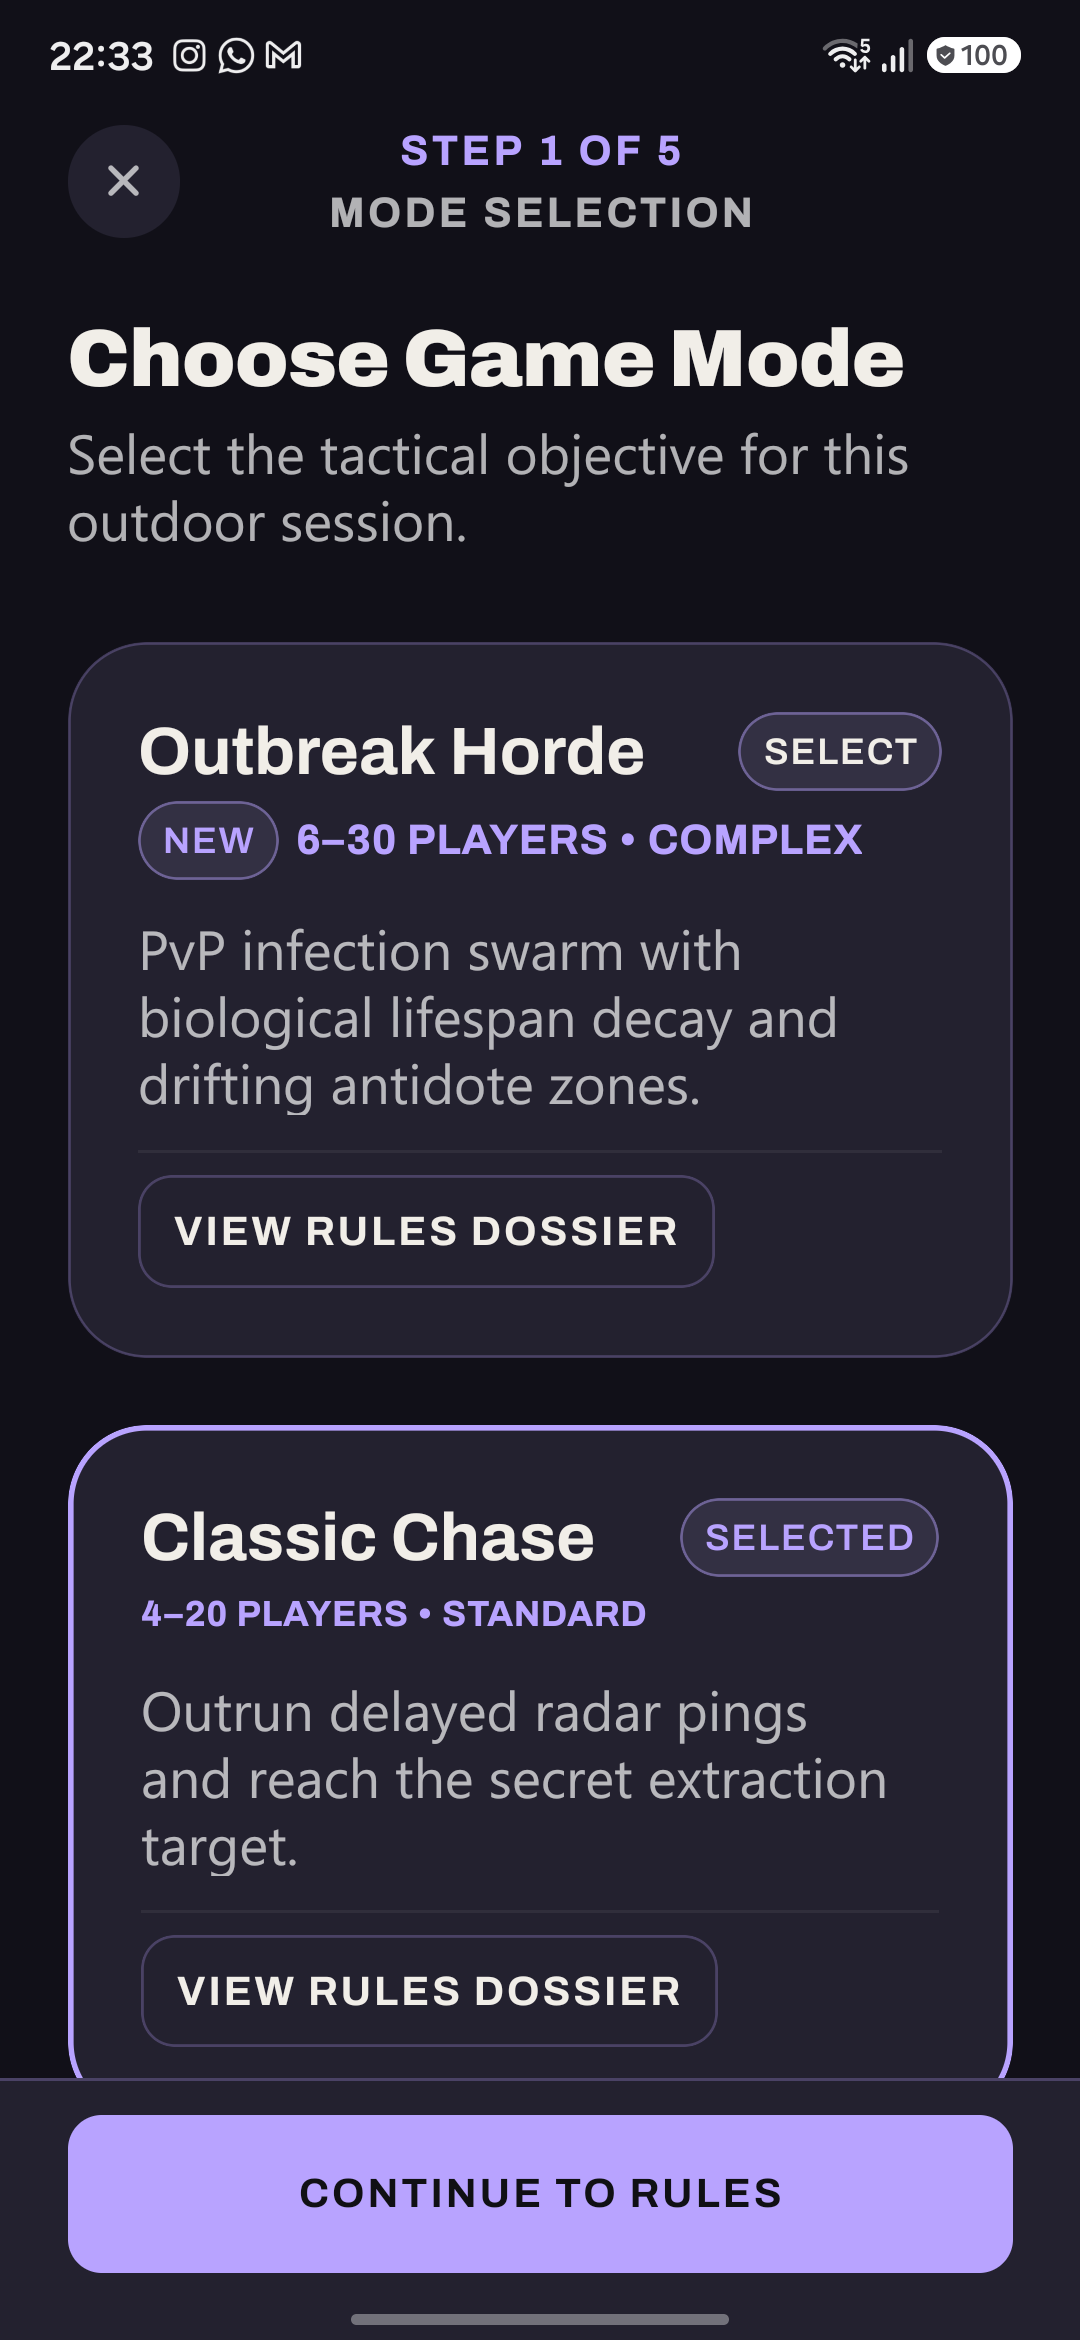 22:33
5
100
STEP 1 OF 5
MODE SELECTION
Choose Game Mode
Select the tactical objective for this
outdoor session.
Outbreak Horde
SELECT
NEW
6–30 PLAYERS • COMPLEX
PvP infection swarm with
biological lifespan decay and
drifting antidote zones.
VIEW RULES DOSSIER
Classic Chase
SELECTED
4–20 PLAYERS • STANDARD
Outrun delayed radar pings
and reach the secret extraction
target.
VIEW RULES DOSSIER
CONTINUE TO RULES